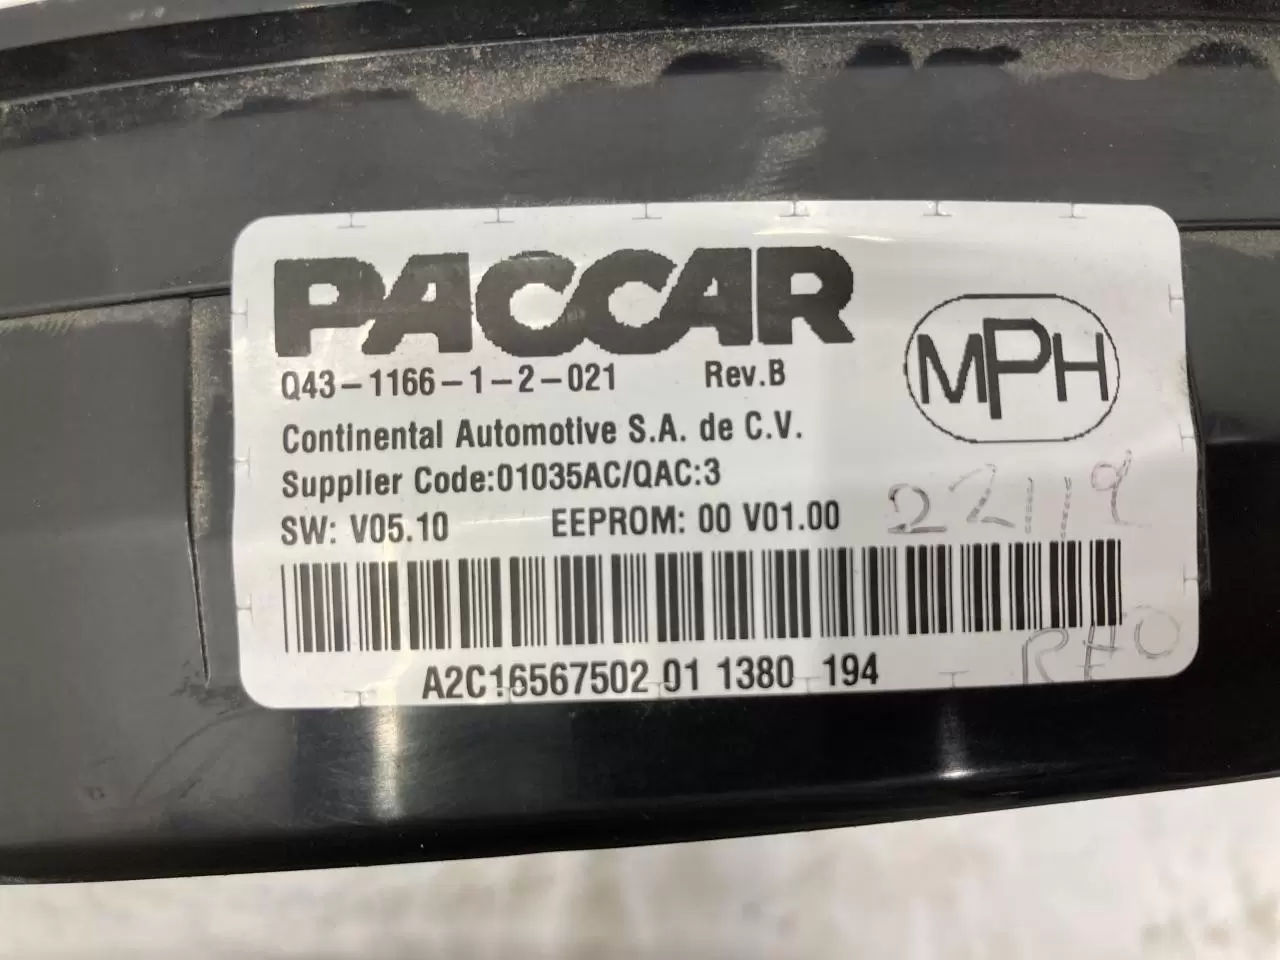 PACCAR
MPH
Q43-1166-1-2-021 Rev.B
Continental Automotive S.A. de C.V.
Supplier Code:01035AC/QAC:3
SW: V05.10 EEPROM: 00 V01.00
A2C16567502 01 1380 194